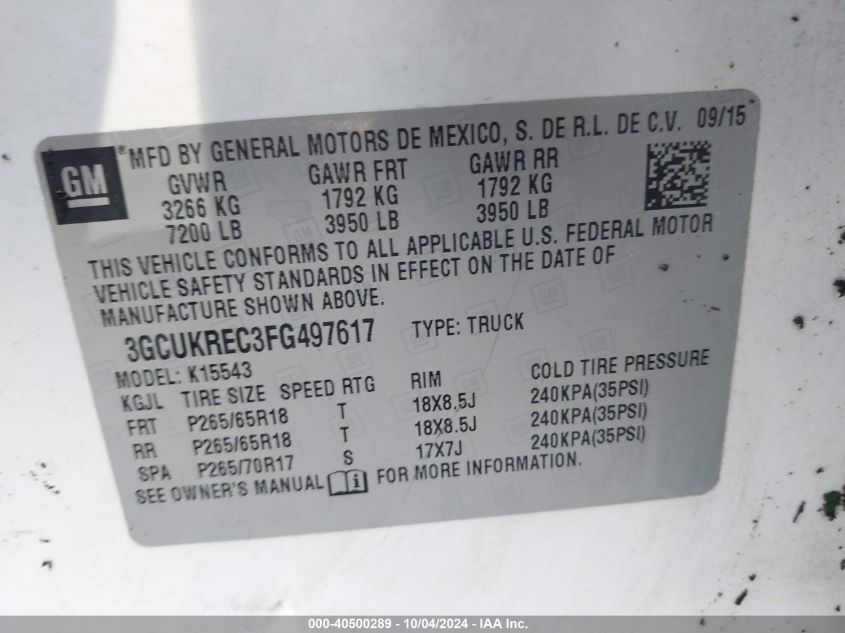 GM
®MFD BY GENERAL MOTORS DE MEXICO, S. DE R.L. DE C.V. 09/15
GVWR GAWR FRT GAWR RR
3266 KG 1792 KG 1792 KG
7200 LB 3950 LB 3950 LB
THIS VEHICLE CONFORMS TO ALL APPLICABLE U.S. FEDERAL MOTOR
VEHICLE SAFETY STANDARDS IN EFFECT ON THE DATE OF
MANUFACTURE SHOWN ABOVE.
3GCUKREC3FG497617 TYPE: TRUCK
MODEL: K15543
KGJL TIRE SIZE SPEED RTG RIM COLD TIRE PRESSURE
FRT P265/65R18 T 18X8.5J 240KPA(35PSI)
RR P265/65R18 T 18X8.5J 240KPA(35PSI)
SPA P265/70R17 S 17X7J 240KPA(35PSI)
SEE OWNER'S MANUAL i FOR MORE INFORMATION.
000-40500289 - 10/04/2024 - IAA Inc.